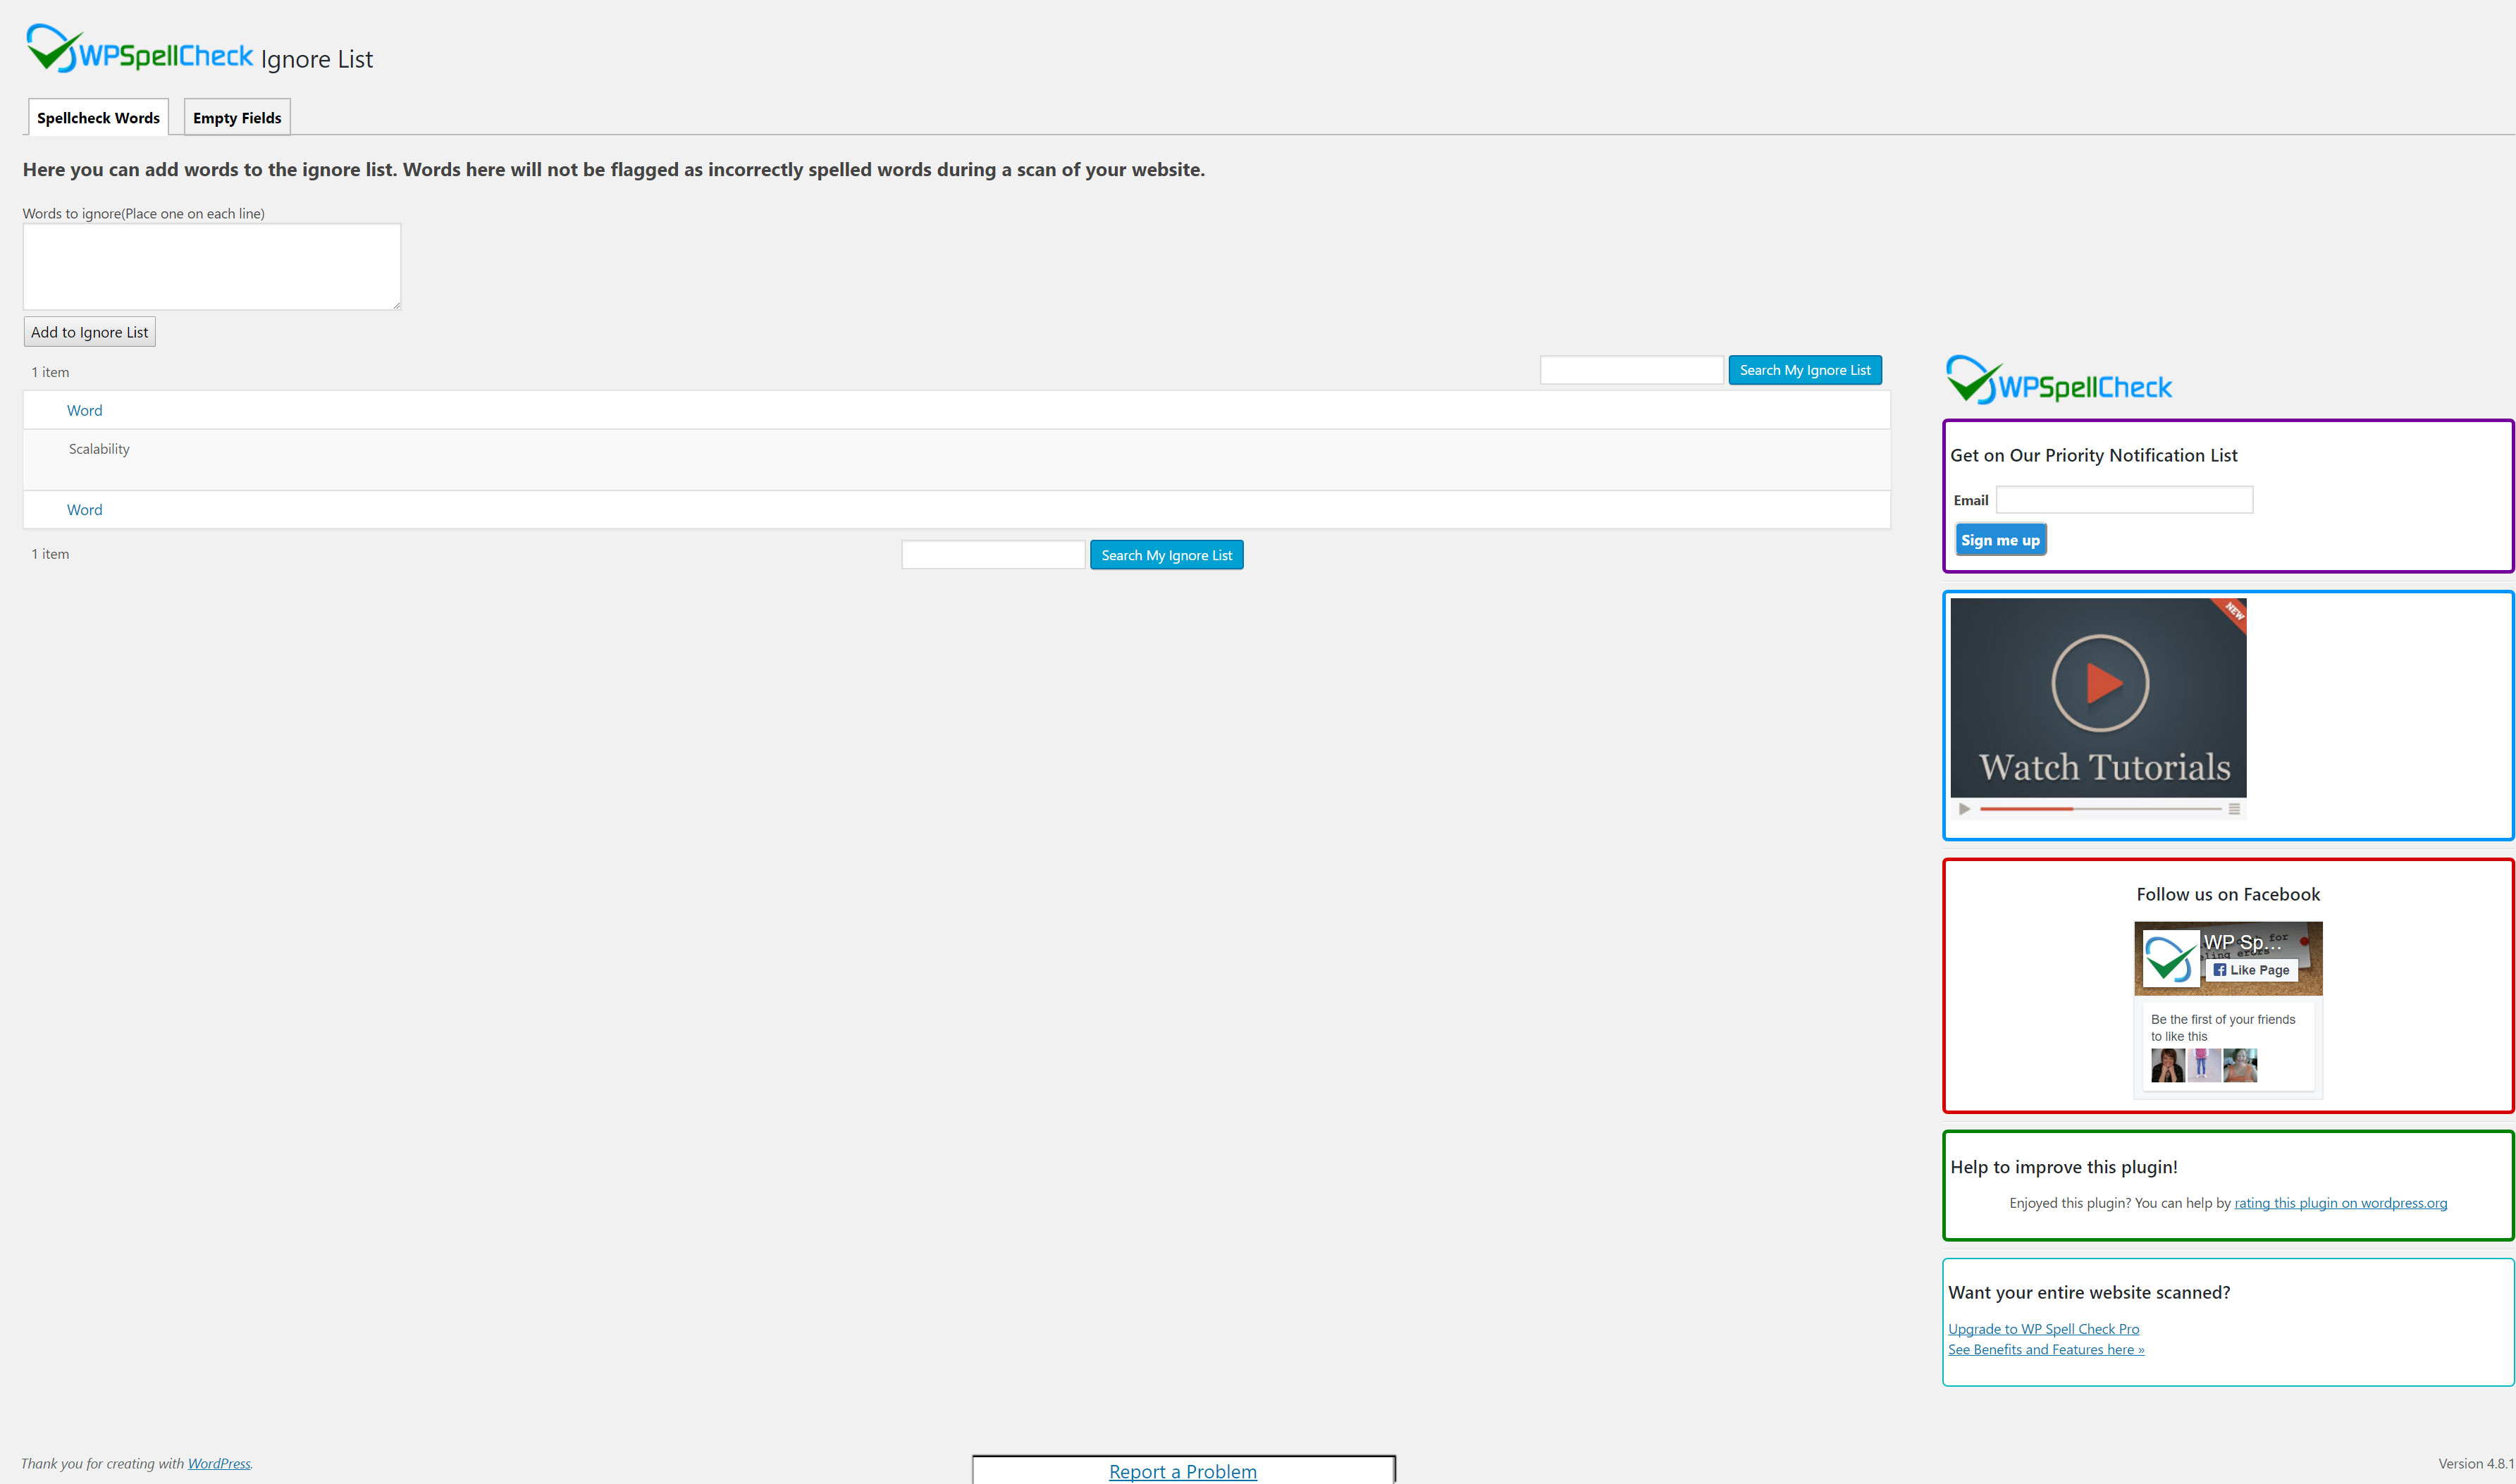 WPSpellCheck Ignore List
Spellcheck Words
Empty Fields
Here you can add words to the ignore list. Words here will not be flagged as incorrectly spelled words during a scan of your website.
Words to ignore(Place one on each line)
Add to Ignore List
1 item
Search My Ignore List
Word
Scalability
Word
1 item
Search My Ignore List
WPSpellCheck
Get on Our Priority Notification List
Email
Sign me up
NEW
Watch Tutorials
Follow us on Facebook
WP Sp...
for
ling erors
Like Page
Be the first of your friends
to like this
Help to improve this plugin!
Enjoyed this plugin? You can help by rating this plugin on wordpress.org
Want your entire website scanned?
Upgrade to WP Spell Check Pro
See Benefits and Features here »
Thank you for creating with WordPress.
Report a Problem
Version 4.8.1